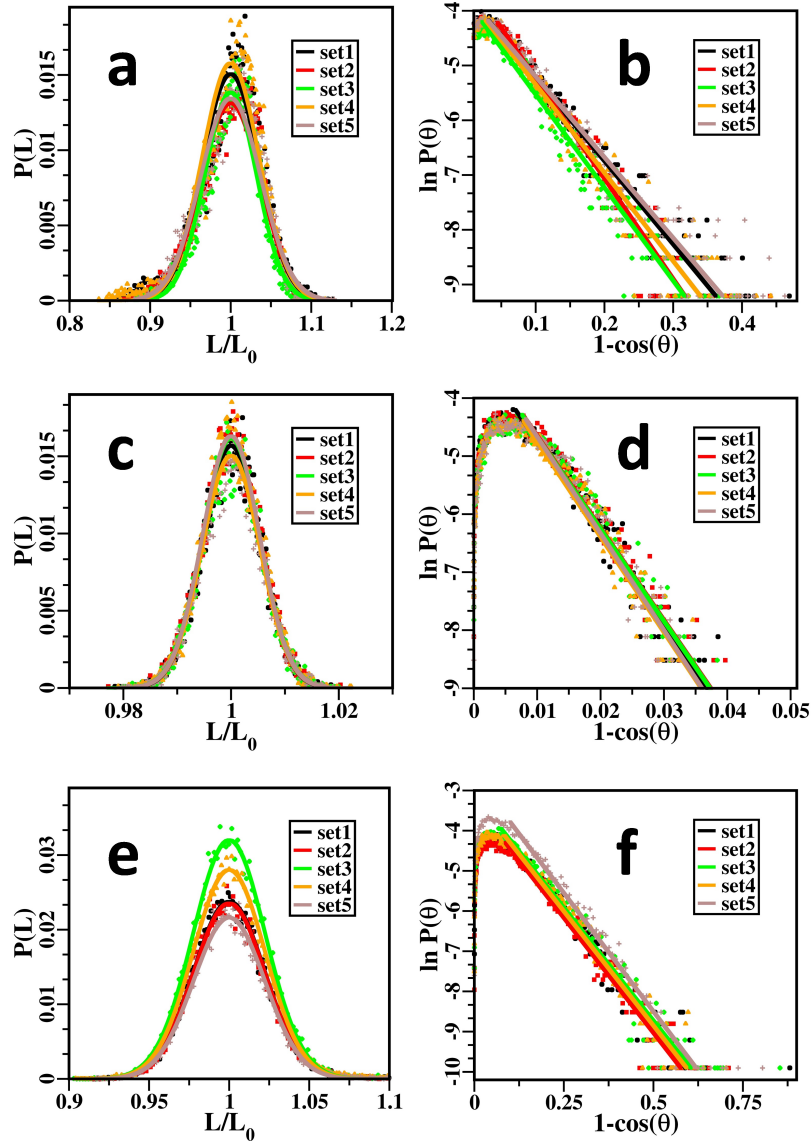 a
P(L)
0.015
0.01
0.005
0
set1
set2
set3
set4
set5
0.8 0.9 1 1.1 1.2
L/L0
b
ln P(θ)
-4
-5
-6
-7
-8
-9
set1
set2
set3
set4
set5
0.1 0.2 0.3 0.4
1-cos(θ)
c
P(L)
0.015
0.01
0.005
0
set1
set2
set3
set4
set5
0.98 1 1.02
L/L0
d
ln P(θ)
-4
-5
-6
-7
-8
-9
set1
set2
set3
set4
set5
0 0.01 0.02 0.03 0.04 0.05
1-cos(θ)
e
P(L)
0.03
0.02
0.01
0
set1
set2
set3
set4
set5
0.9 0.95 1 1.05 1.1
L/L0
f
ln P(θ)
-3
-4
-5
-6
-7
-8
-9
-10
set1
set2
set3
set4
set5
0 0.25 0.5 0.75
1-cos(θ)